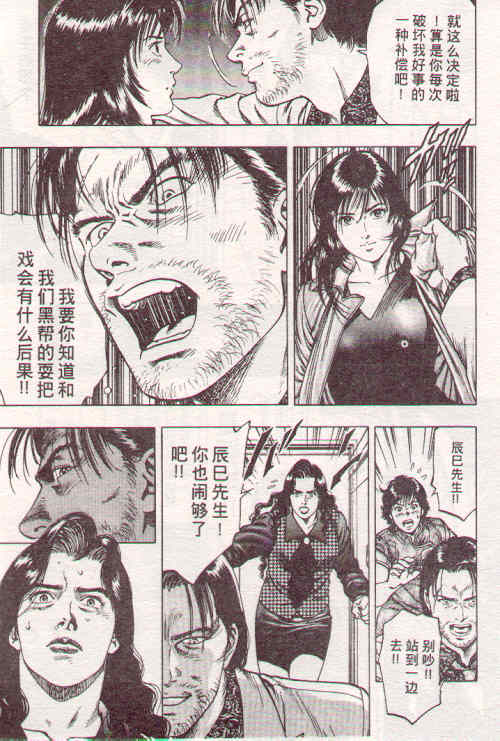 就这么决定啦
！算是你每次
破坏我好事的
一种补偿吧！
我要你知道和
我们黑帮的耍把
戏会有什么后果!!
辰巳先生!!
别吵!!
站到一边
去!!
辰巳先生！
你也闹够了
吧!!